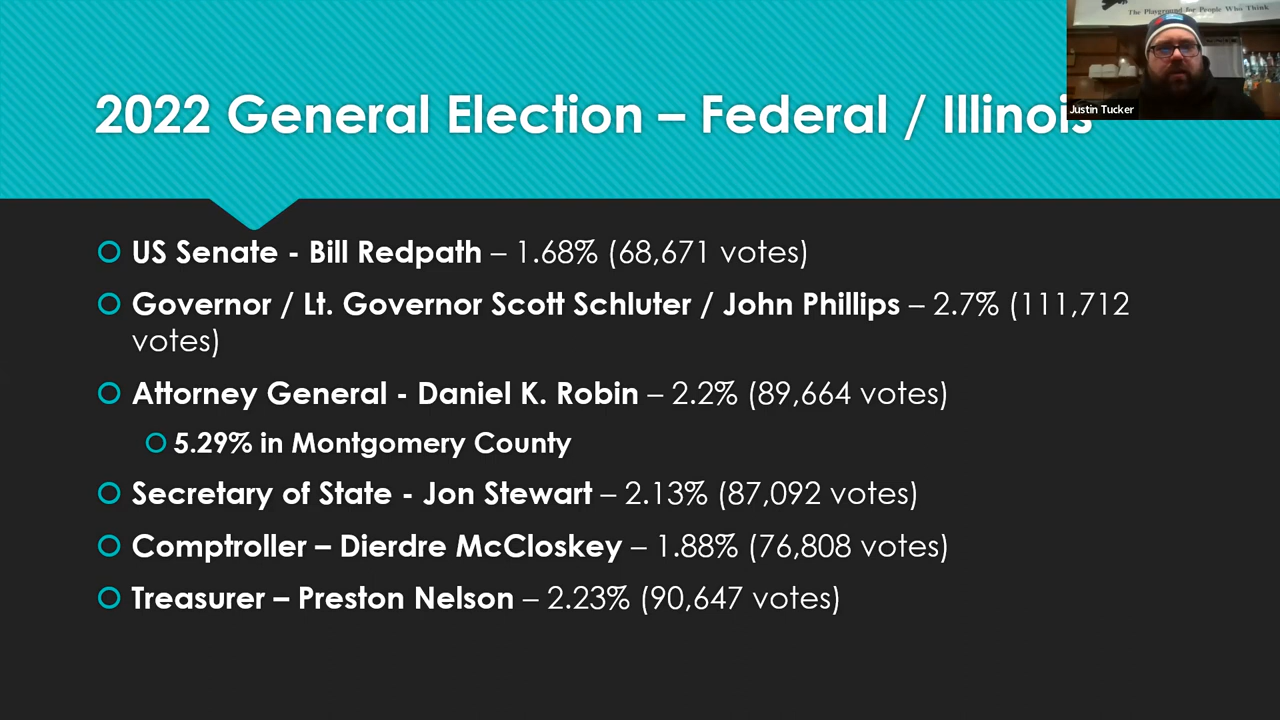 The Playground for People Who Think
Justin Tucker
2022 General Election – Federal / Illinois
US Senate - Bill Redpath – 1.68% (68,671 votes)
Governor / Lt. Governor Scott Schluter / John Phillips – 2.7% (111,712
votes)
Attorney General - Daniel K. Robin – 2.2% (89,664 votes)
5.29% in Montgomery County
Secretary of State - Jon Stewart – 2.13% (87,092 votes)
Comptroller – Dierdre McCloskey – 1.88% (76,808 votes)
Treasurer – Preston Nelson – 2.23% (90,647 votes)